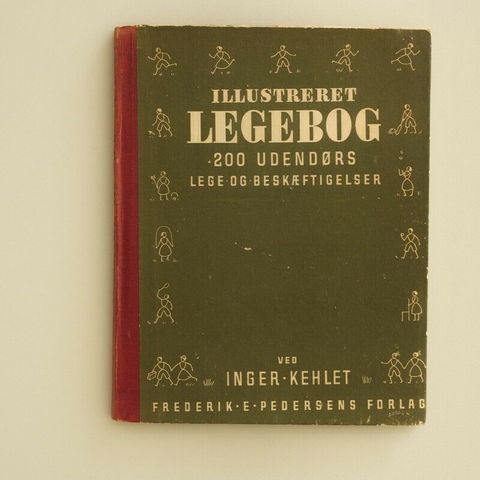 ILLUSTRERET
LEGEBOG
·200 UDENDØRS
LEGE·OG·BESKÆFTIGELSER
VED
INGER·KEHLET
FREDERIK·E·PEDERSENS FORLAG